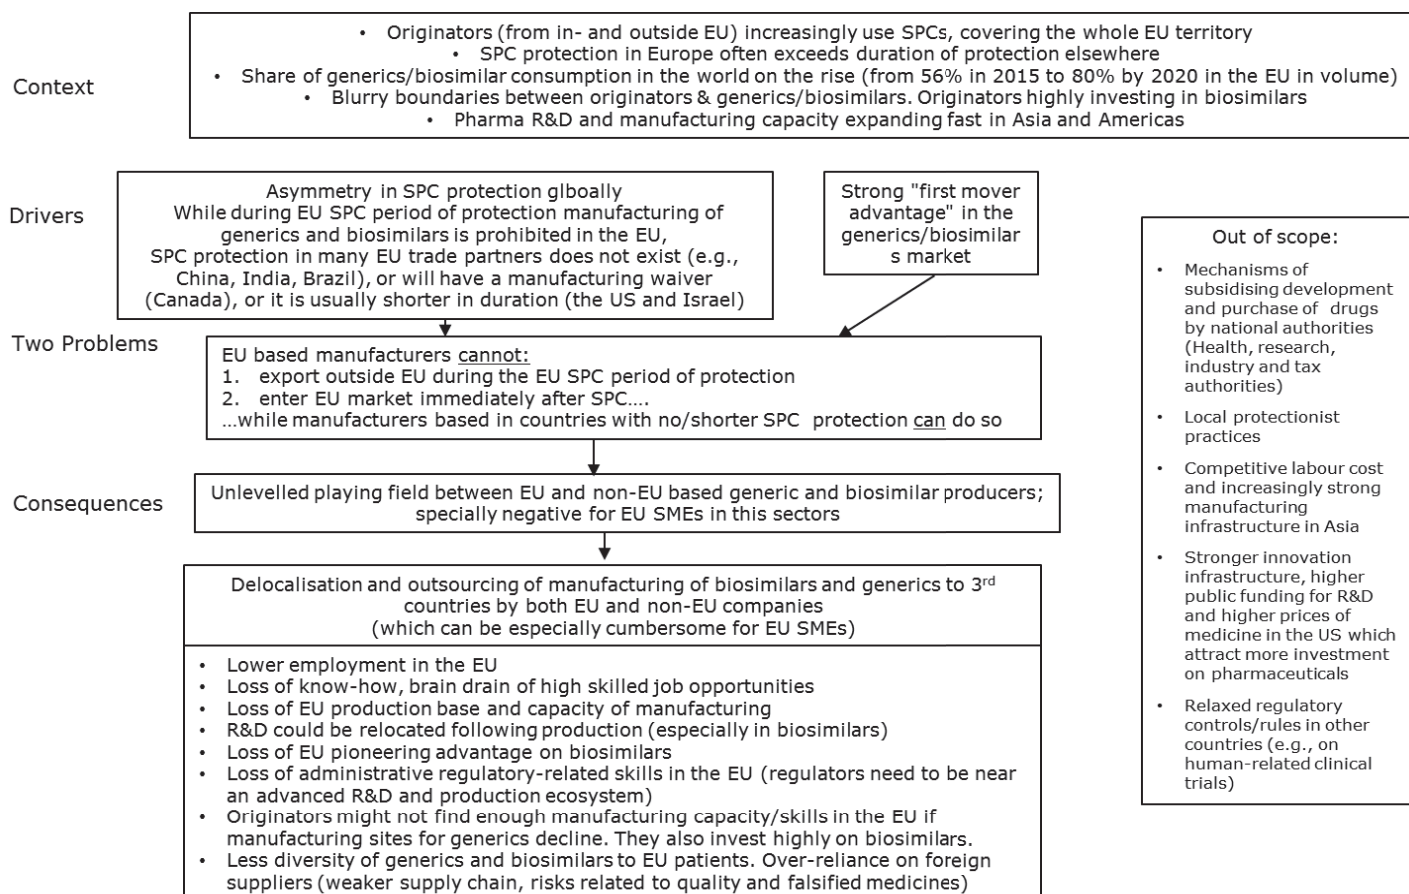 Context
• Originators (from in- and outside EU) increasingly use SPCs, covering the whole EU territory
• SPC protection in Europe often exceeds duration of protection elsewhere
• Share of generics/biosimilar consumption in the world on the rise (from 56% in 2015 to 80% by 2020 in the EU in volume)
• Blurry boundaries between originators & generics/biosimilars. Originators highly investing in biosimilars
• Pharma R&D and manufacturing capacity expanding fast in Asia and Americas
Drivers
Asymmetry in SPC protection glboally
While during EU SPC period of protection manufacturing of
generics and biosimilars is prohibited in the EU,
SPC protection in many EU trade partners does not exist (e.g.,
China, India, Brazil), or will have a manufacturing waiver
(Canada), or it is usually shorter in duration (the US and Israel)
Strong "first mover
advantage" in the
generics/biosimilar
s market
Two Problems
EU based manufacturers cannot:
1. export outside EU during the EU SPC period of protection
2. enter EU market immediately after SPC….
…while manufacturers based in countries with no/shorter SPC protection can do so
Consequences
Unlevelled playing field between EU and non-EU based generic and biosimilar producers;
specially negative for EU SMEs in this sectors
Delocalisation and outsourcing of manufacturing of biosimilars and generics to 3rd
countries by both EU and non-EU companies
(which can be especially cumbersome for EU SMEs)
• Lower employment in the EU
• Loss of know-how, brain drain of high skilled job opportunities
• Loss of EU production base and capacity of manufacturing
• R&D could be relocated following production (especially in biosimilars)
• Loss of EU pioneering advantage on biosimilars
• Loss of administrative regulatory-related skills in the EU (regulators need to be near
an advanced R&D and production ecosystem)
• Originators might not find enough manufacturing capacity/skills in the EU if
manufacturing sites for generics decline. They also invest highly on biosimilars.
• Less diversity of generics and biosimilars to EU patients. Over-reliance on foreign
suppliers (weaker supply chain, risks related to quality and falsified medicines)
Out of scope:
• Mechanisms of
subsidising development
and purchase of drugs
by national authorities
(Health, research,
industry and tax
authorities)
• Local protectionist
practices
• Competitive labour cost
and increasingly strong
manufacturing
infrastructure in Asia
• Stronger innovation
infrastructure, higher
public funding for R&D
and higher prices of
medicine in the US which
attract more investment
on pharmaceuticals
• Relaxed regulatory
controls/rules in other
countries (e.g., on
human-related clinical
trials)